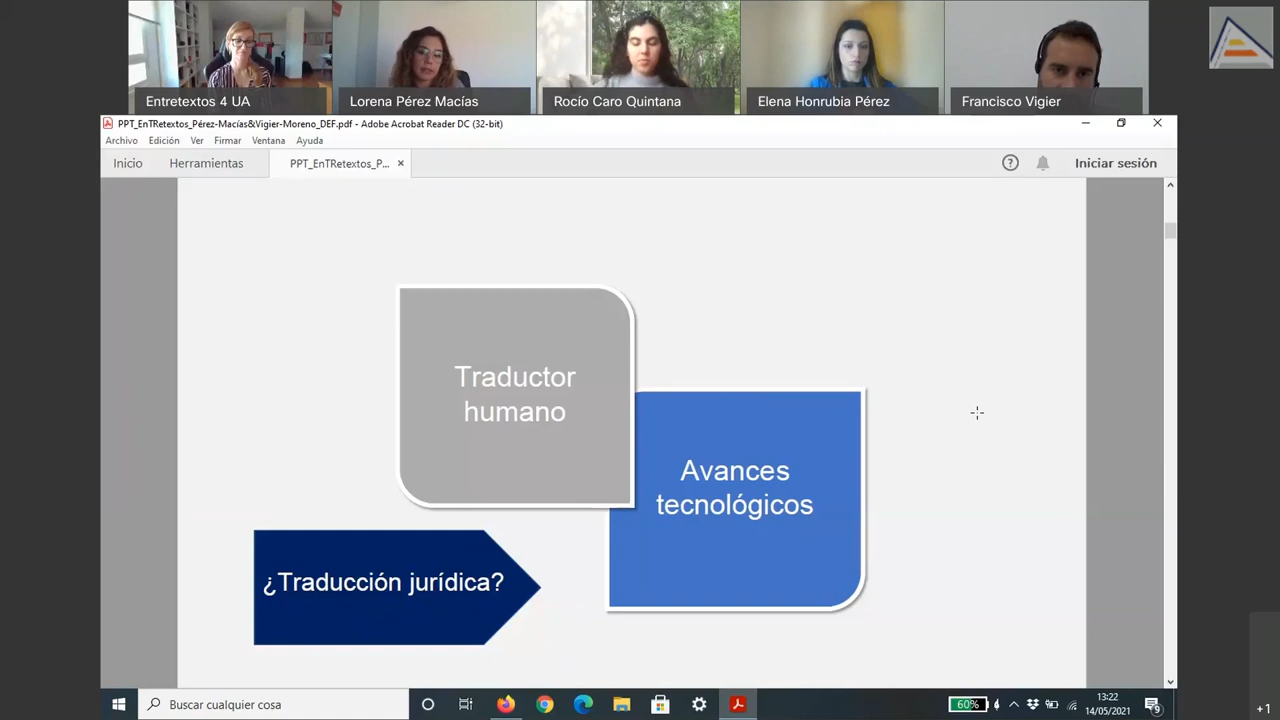 Entretextos 4 UA
Lorena Pérez Macías
Rocío Caro Quintana
Elena Honrubia Pérez
Francisco Vigier
PPT_EnTRetextos_Pérez-Macías&Vigier-Moreno_DEF.pdf - Adobe Acrobat Reader DC (32-bit)
Archivo Edición Ver Firmar Ventana Ayuda
Inicio Herramientas PPT_EnTRetextos_P... Iniciar sesión
Traductor
humano
Avances
tecnológicos
¿Traducción jurídica?
Buscar cualquier cosa
60%
13:22
14/05/2021
9
+1